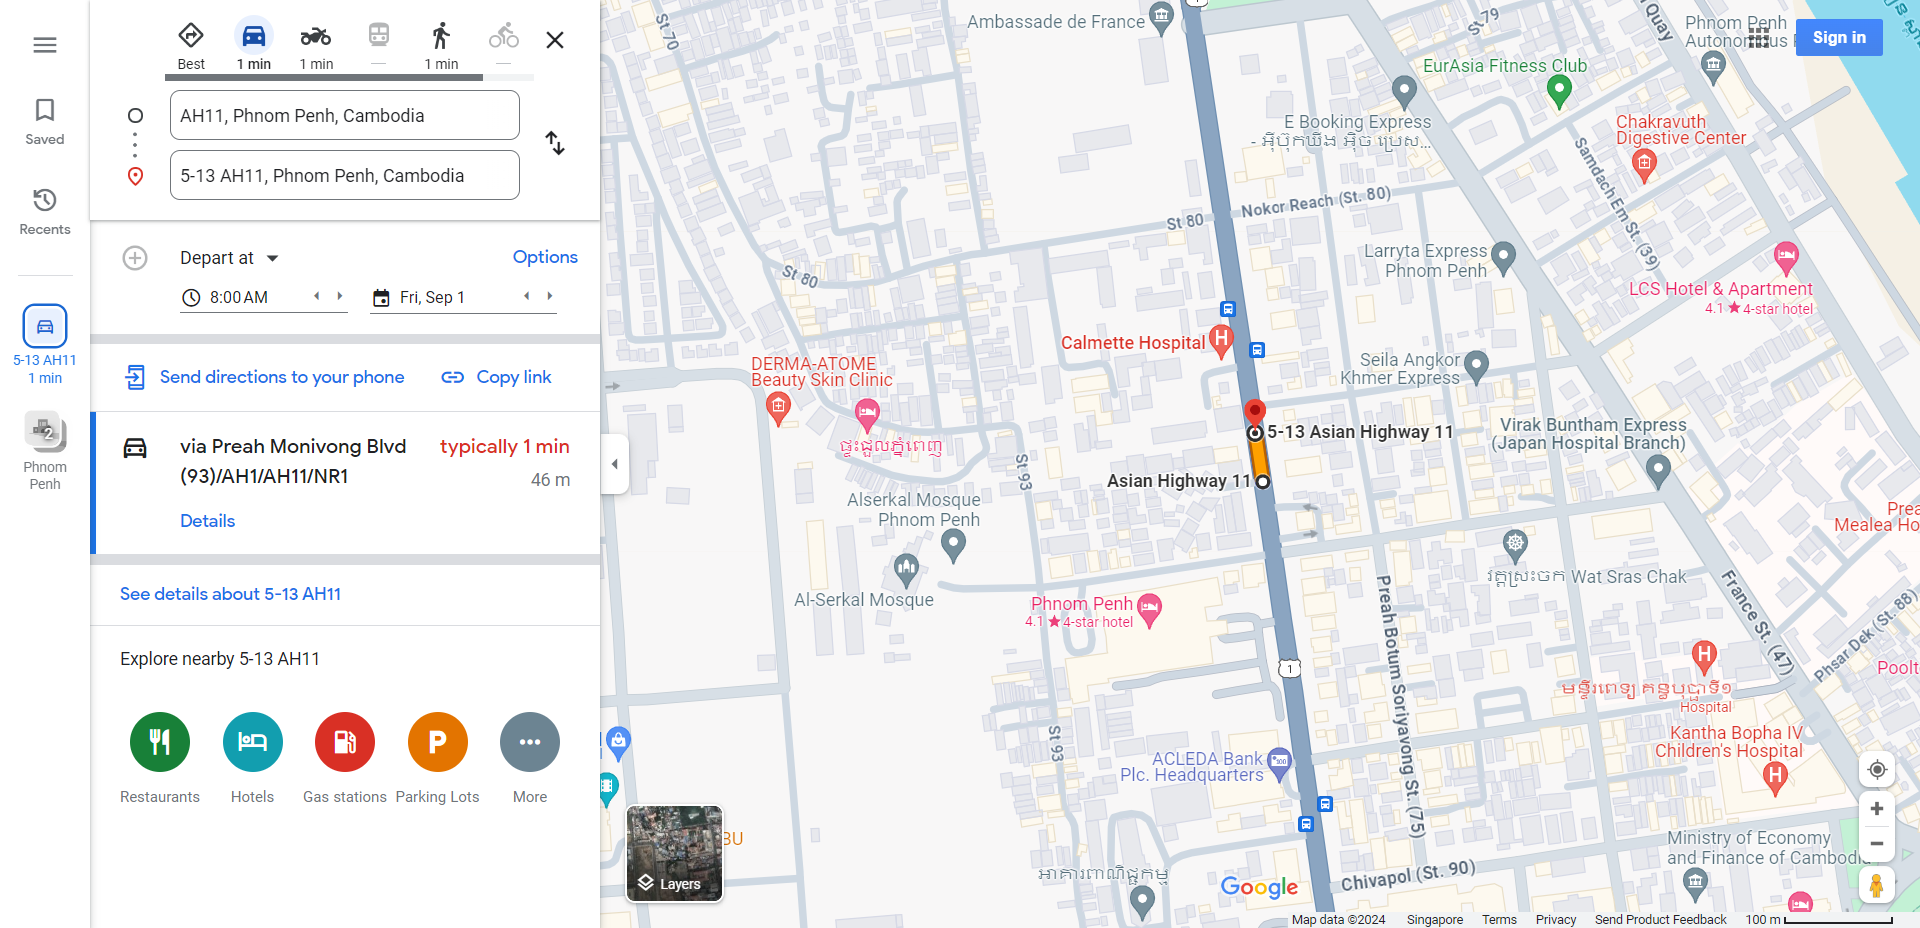 Saved
Recents
5-13 AH11
1 min
2
Phnom
Penh
Best
1 min
1 min
—
1 min
—
AH11, Phnom Penh, Cambodia
5-13 AH11, Phnom Penh, Cambodia
Depart at
Options
8:00 AM
Fri, Sep 1
Send directions to your phone
Copy link
via Preah Monivong Blvd
(93)/AH1/AH11/NR1
typically 1 min
46 m
Details
See details about 5-13 AH11
Explore nearby 5-13 AH11
P
Restaurants
Hotels
Gas stations
Parking Lots
More
Layers
BU
St 70
Ambassade de France
1
St 79
Quay
Phnom Penh
Autonomous P
Sign in
EurAsia Fitness Club
E Booking Express
- អ៊ីប៊ុកឃីង អ៊ិច ប្រេស...
Chakravuth
Digestive Center
Samdach Em St. (39)
Nokor Reach (St. 80)
St 80
St 80
Larryta Express
Phnom Penh
LCS Hotel & Apartment
4.1 ★ 4-star hotel
Calmette Hospital
H
Seila Angkor
Khmer Express
DERMA-ATOME
Beauty Skin Clinic
ផ្ទះជួលភ្នំពេញ
5-13 Asian Highway 11
Asian Highway 11
Virak Buntham Express
(Japan Hospital Branch)
St 93
Alserkal Mosque
Phnom Penh
Al-Serkal Mosque
Prea
Mealea Ho
វត្តស្រះចក Wat Sras Chak
Phnom Penh
4.1 ★ 4-star hotel
Preah Botum Soriyavong St. (75)
France St. (47)
Phsar Dek (St. 88)
H
Poolt
1
មន្ទីរពេទ្យ គន្ធបុប្ផាទី១
Hospital
St 93
Kantha Bopha IV
Children's Hospital
H
ACLEDA Bank
Plc. Headquarters
Ministry of Economy
and Finance of Cambodia
អាគារពាណិជ្ជកម្ម
Google
Chivapol (St. 90)
Map data ©2024
Singapore
Terms
Privacy
Send Product Feedback
100 m